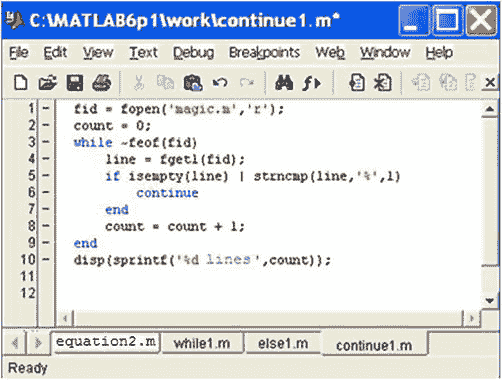 C:\MATLAB6p1\work\continue1.m*
File Edit View Text Debug Breakpoints Web Window Help
1 - fid = fopen('magic.m','r');
2 - count = 0;
3 - while ~feof(fid)
4 - line = fgetl(fid);
5 - if isempty(line) | strncmp(line,'%',1)
6 - continue
7 - end
8 - count = count + 1;
9 - end
10 - disp(sprintf('%d lines',count));
11
12
equation2.m while1.m else1.m continue1.m
Ready